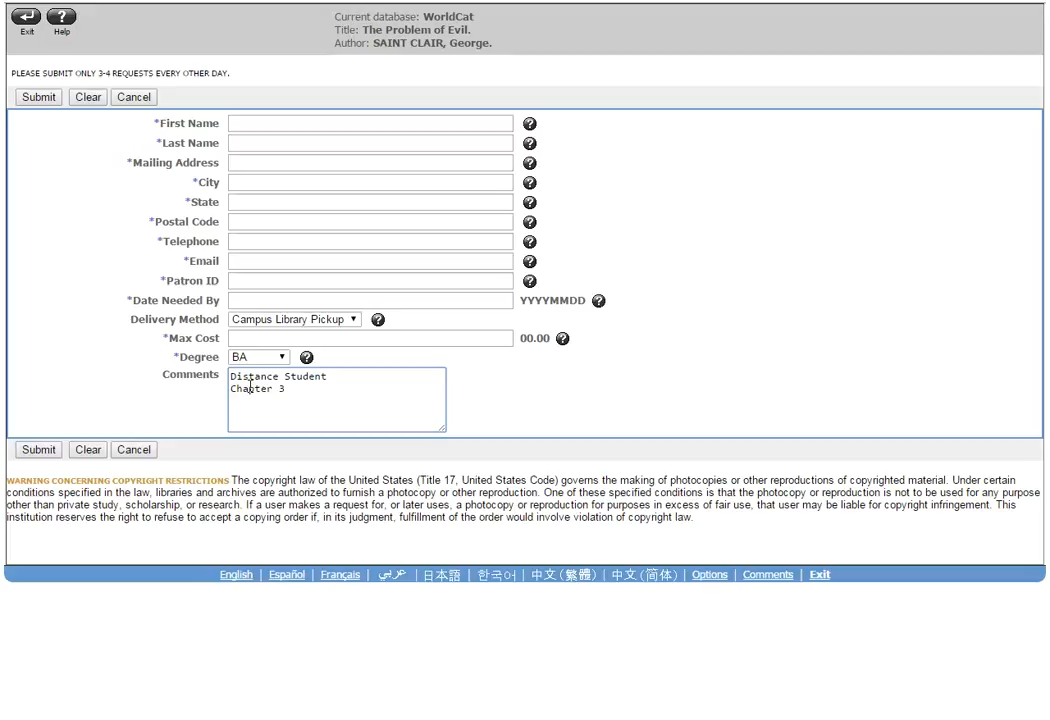 Exit
Help
Current database: WorldCat
Title: The Problem of Evil.
Author: SAINT CLAIR, George.
PLEASE SUBMIT ONLY 3-4 REQUESTS EVERY OTHER DAY.
Submit Clear Cancel
*First Name ?
*Last Name ?
*Mailing Address ?
*City ?
*State ?
*Postal Code ?
*Telephone ?
*Email ?
*Patron ID ?
*Date Needed By YYYYMMDD ?
Delivery Method Campus Library Pickup ?
*Max Cost 00.00 ?
*Degree BA ?
Comments Distance Student
Chapter 3
Submit Clear Cancel
WARNING CONCERNING COPYRIGHT RESTRICTIONS The copyright law of the United States (Title 17, United States Code) governs the making of photocopies or other reproductions of copyrighted material. Under certain
conditions specified in the law, libraries and archives are authorized to furnish a photocopy or other reproduction. One of these specified conditions is that the photocopy or reproduction is not to be used for any purpose
other than private study, scholarship, or research. If a user makes a request for, or later uses, a photocopy or reproduction for purposes in excess of fair use, that user may be liable for copyright infringement. This
institution reserves the right to refuse to accept a copying order if, in its judgment, fulfillment of the order would involve violation of copyright law.
English | Español | Français | عربي | 日本語 | 한국어 | 中文(繁體) | 中文(简体) | Options | Comments | Exit